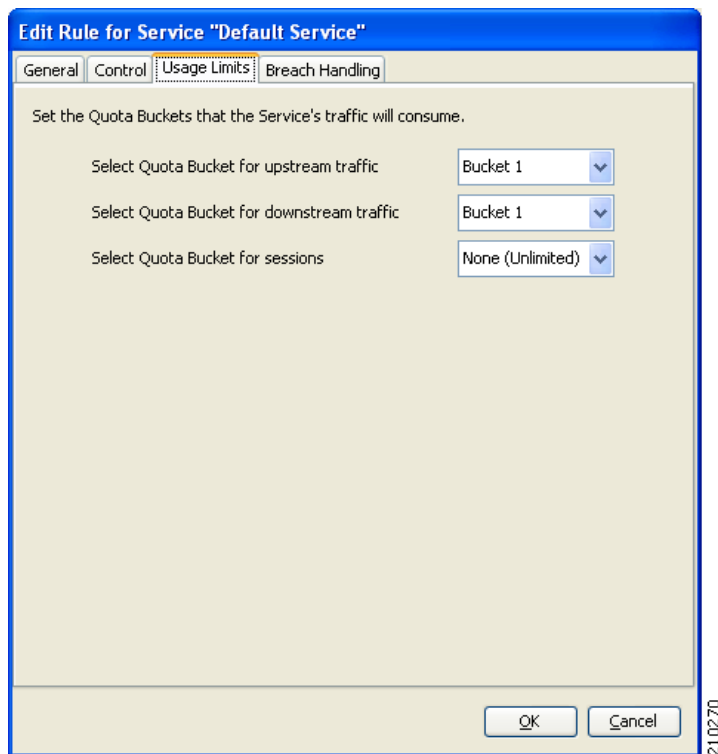 Edit Rule for Service "Default Service"
General Control Usage Limits Breach Handling
Set the Quota Buckets that the Service's traffic will consume.
Select Quota Bucket for upstream traffic Bucket 1
Select Quota Bucket for downstream traffic Bucket 1
Select Quota Bucket for sessions None (Unlimited)
OK Cancel
210270